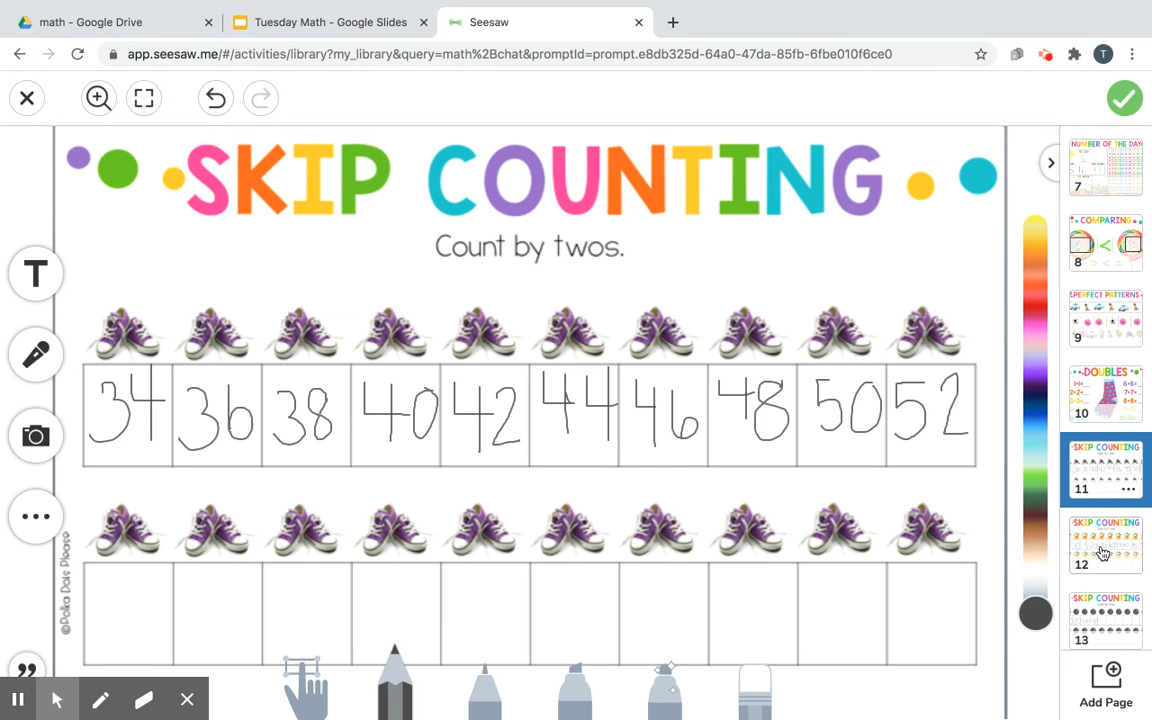 math - Google Drive
Tuesday Math - Google Slides
Seesaw
app.seesaw.me/#/activities/library?my_library&query=math%2Bchat&promptId=prompt.e8db325d-64a0-47da-85fb-6fbe010f6ce0
T
SKIP COUNTING
Count by twos.
T
34 36 38 40 42 44 46 48 50 52
©Polka Dots Please
NUMBER OF THE DAY
7
COMPARING
<
8
PERFECT PATTERNS
9
DOUBLES
10
SKIP COUNTING
11
SKIP COUNTING
12
SKIP COUNTING
13
Add Page